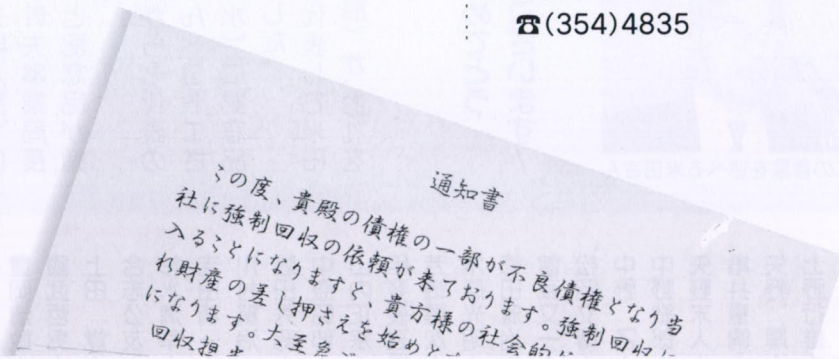 ☎(354)4835
通知書
この度、貴殿の債権の一部が不良債権となり当
社に強制回収の依頼が来ております。強制回収に
入ることになりますと、貴方様の社会的
れ財産の差し押さえを始めと
になります。大至急
回収担当